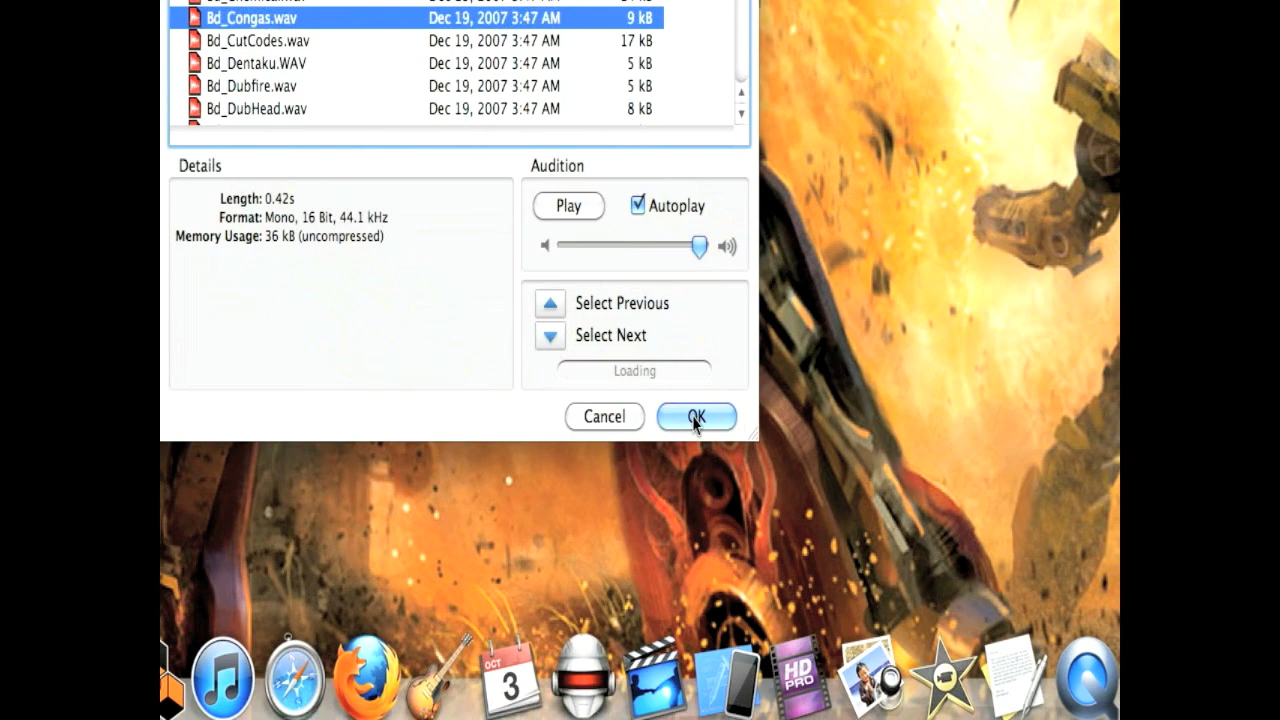 Bd_Congas.wav Dec 19, 2007 3:47 AM 9 kB
Bd_CutCodes.wav Dec 19, 2007 3:47 AM 17 kB
Bd_Dentaku.WAV Dec 19, 2007 3:47 AM 5 kB
Bd_Dubfire.wav Dec 19, 2007 3:47 AM 5 kB
Bd_DubHead.wav Dec 19, 2007 3:47 AM 8 kB
Details
Audition
Length: 0.42s
Format: Mono, 16 Bit, 44.1 kHz
Memory Usage: 36 kB (uncompressed)
Play Autoplay
Select Previous
Select Next
Loading
Cancel OK
OCT
3
HD
PRO